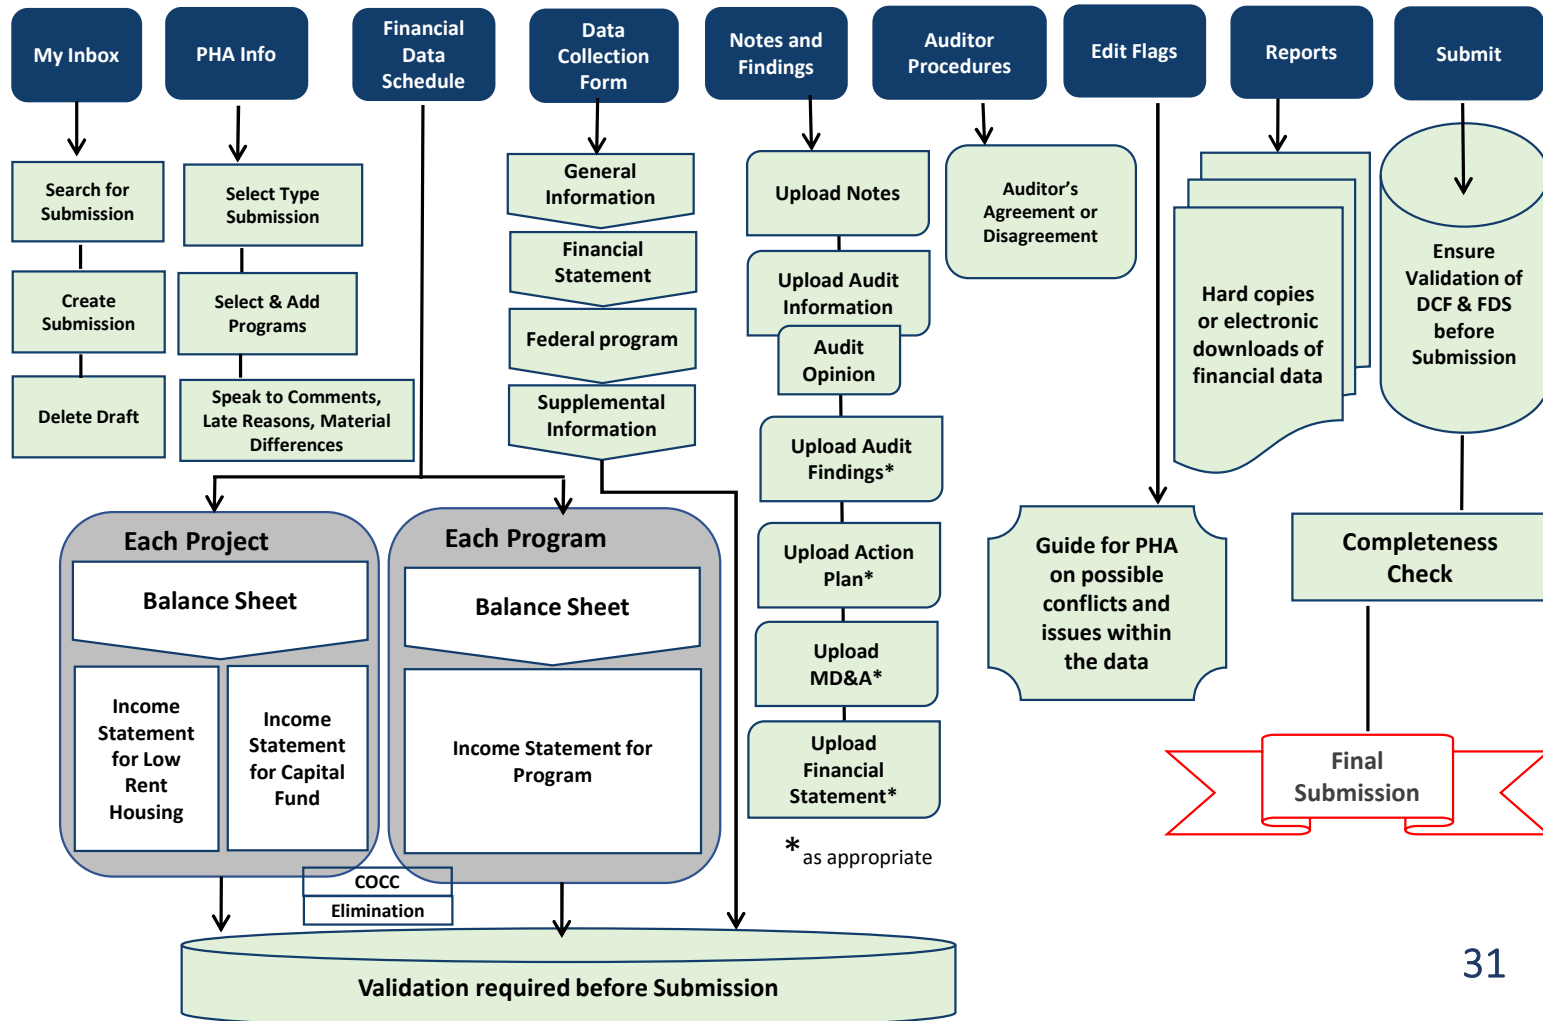 My Inbox
PHA Info
Financial
Data
Schedule
Data
Collection
Form
Notes and
Findings
Auditor
Procedures
Edit Flags
Reports
Submit
Search for
Submission
Create
Submission
Delete Draft
Select Type
Submission
Select & Add
Programs
Speak to Comments,
Late Reasons, Material
Differences
General
Information
Financial
Statement
Federal program
Supplemental
Information
Upload Notes
Upload Audit
Information
Audit
Opinion
Upload Audit
Findings*
Upload Action
Plan*
Upload
MD&A*
Upload
Financial
Statement*
* as appropriate
Auditor’s
Agreement or
Disagreement
Guide for PHA
on possible
conflicts and
issues within
the data
Hard copies
or electronic
downloads of
financial data
Ensure
Validation of
DCF & FDS
before
Submission
Completeness
Check
Final
Submission
Each Project
Balance Sheet
Income
Statement
for Low
Rent
Housing
Income
Statement
for Capital
Fund
Each Program
Balance Sheet
Income Statement for
Program
COCC
Elimination
Validation required before Submission
31